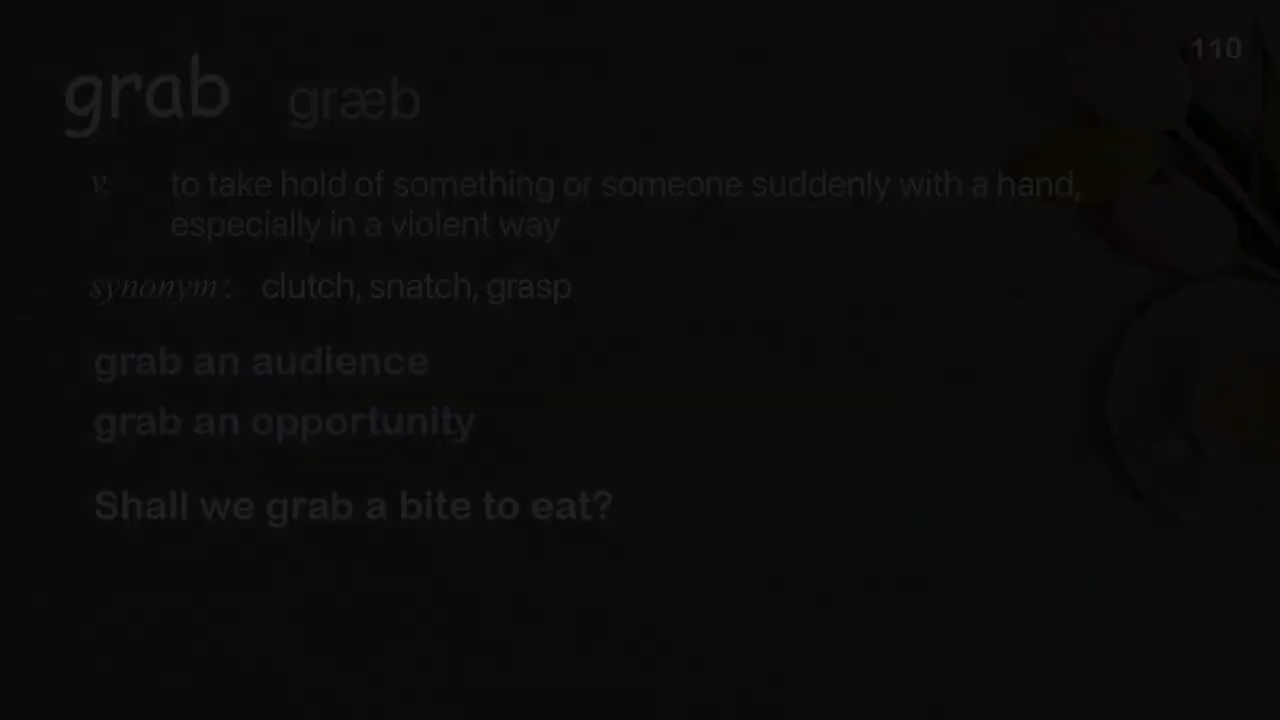 110
grab græb
v. to take hold of something or someone suddenly with a hand,
especially in a violent way
synonym: clutch, snatch, grasp
grab an audience
grab an opportunity
Shall we grab a bite to eat?